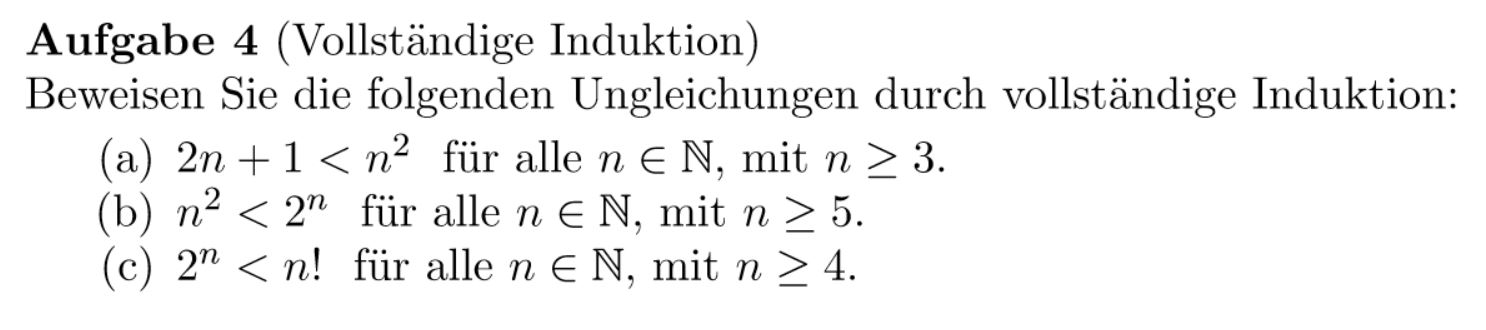 Aufgabe 4 (Vollständige Induktion)
Beweisen Sie die folgenden Ungleichungen durch vollständige Induktion:
(a) 2n + 1 < n² für alle n ∈ ℕ, mit n ≥ 3.
(b) n² < 2ⁿ für alle n ∈ ℕ, mit n ≥ 5.
(c) 2ⁿ < n! für alle n ∈ ℕ, mit n ≥ 4.